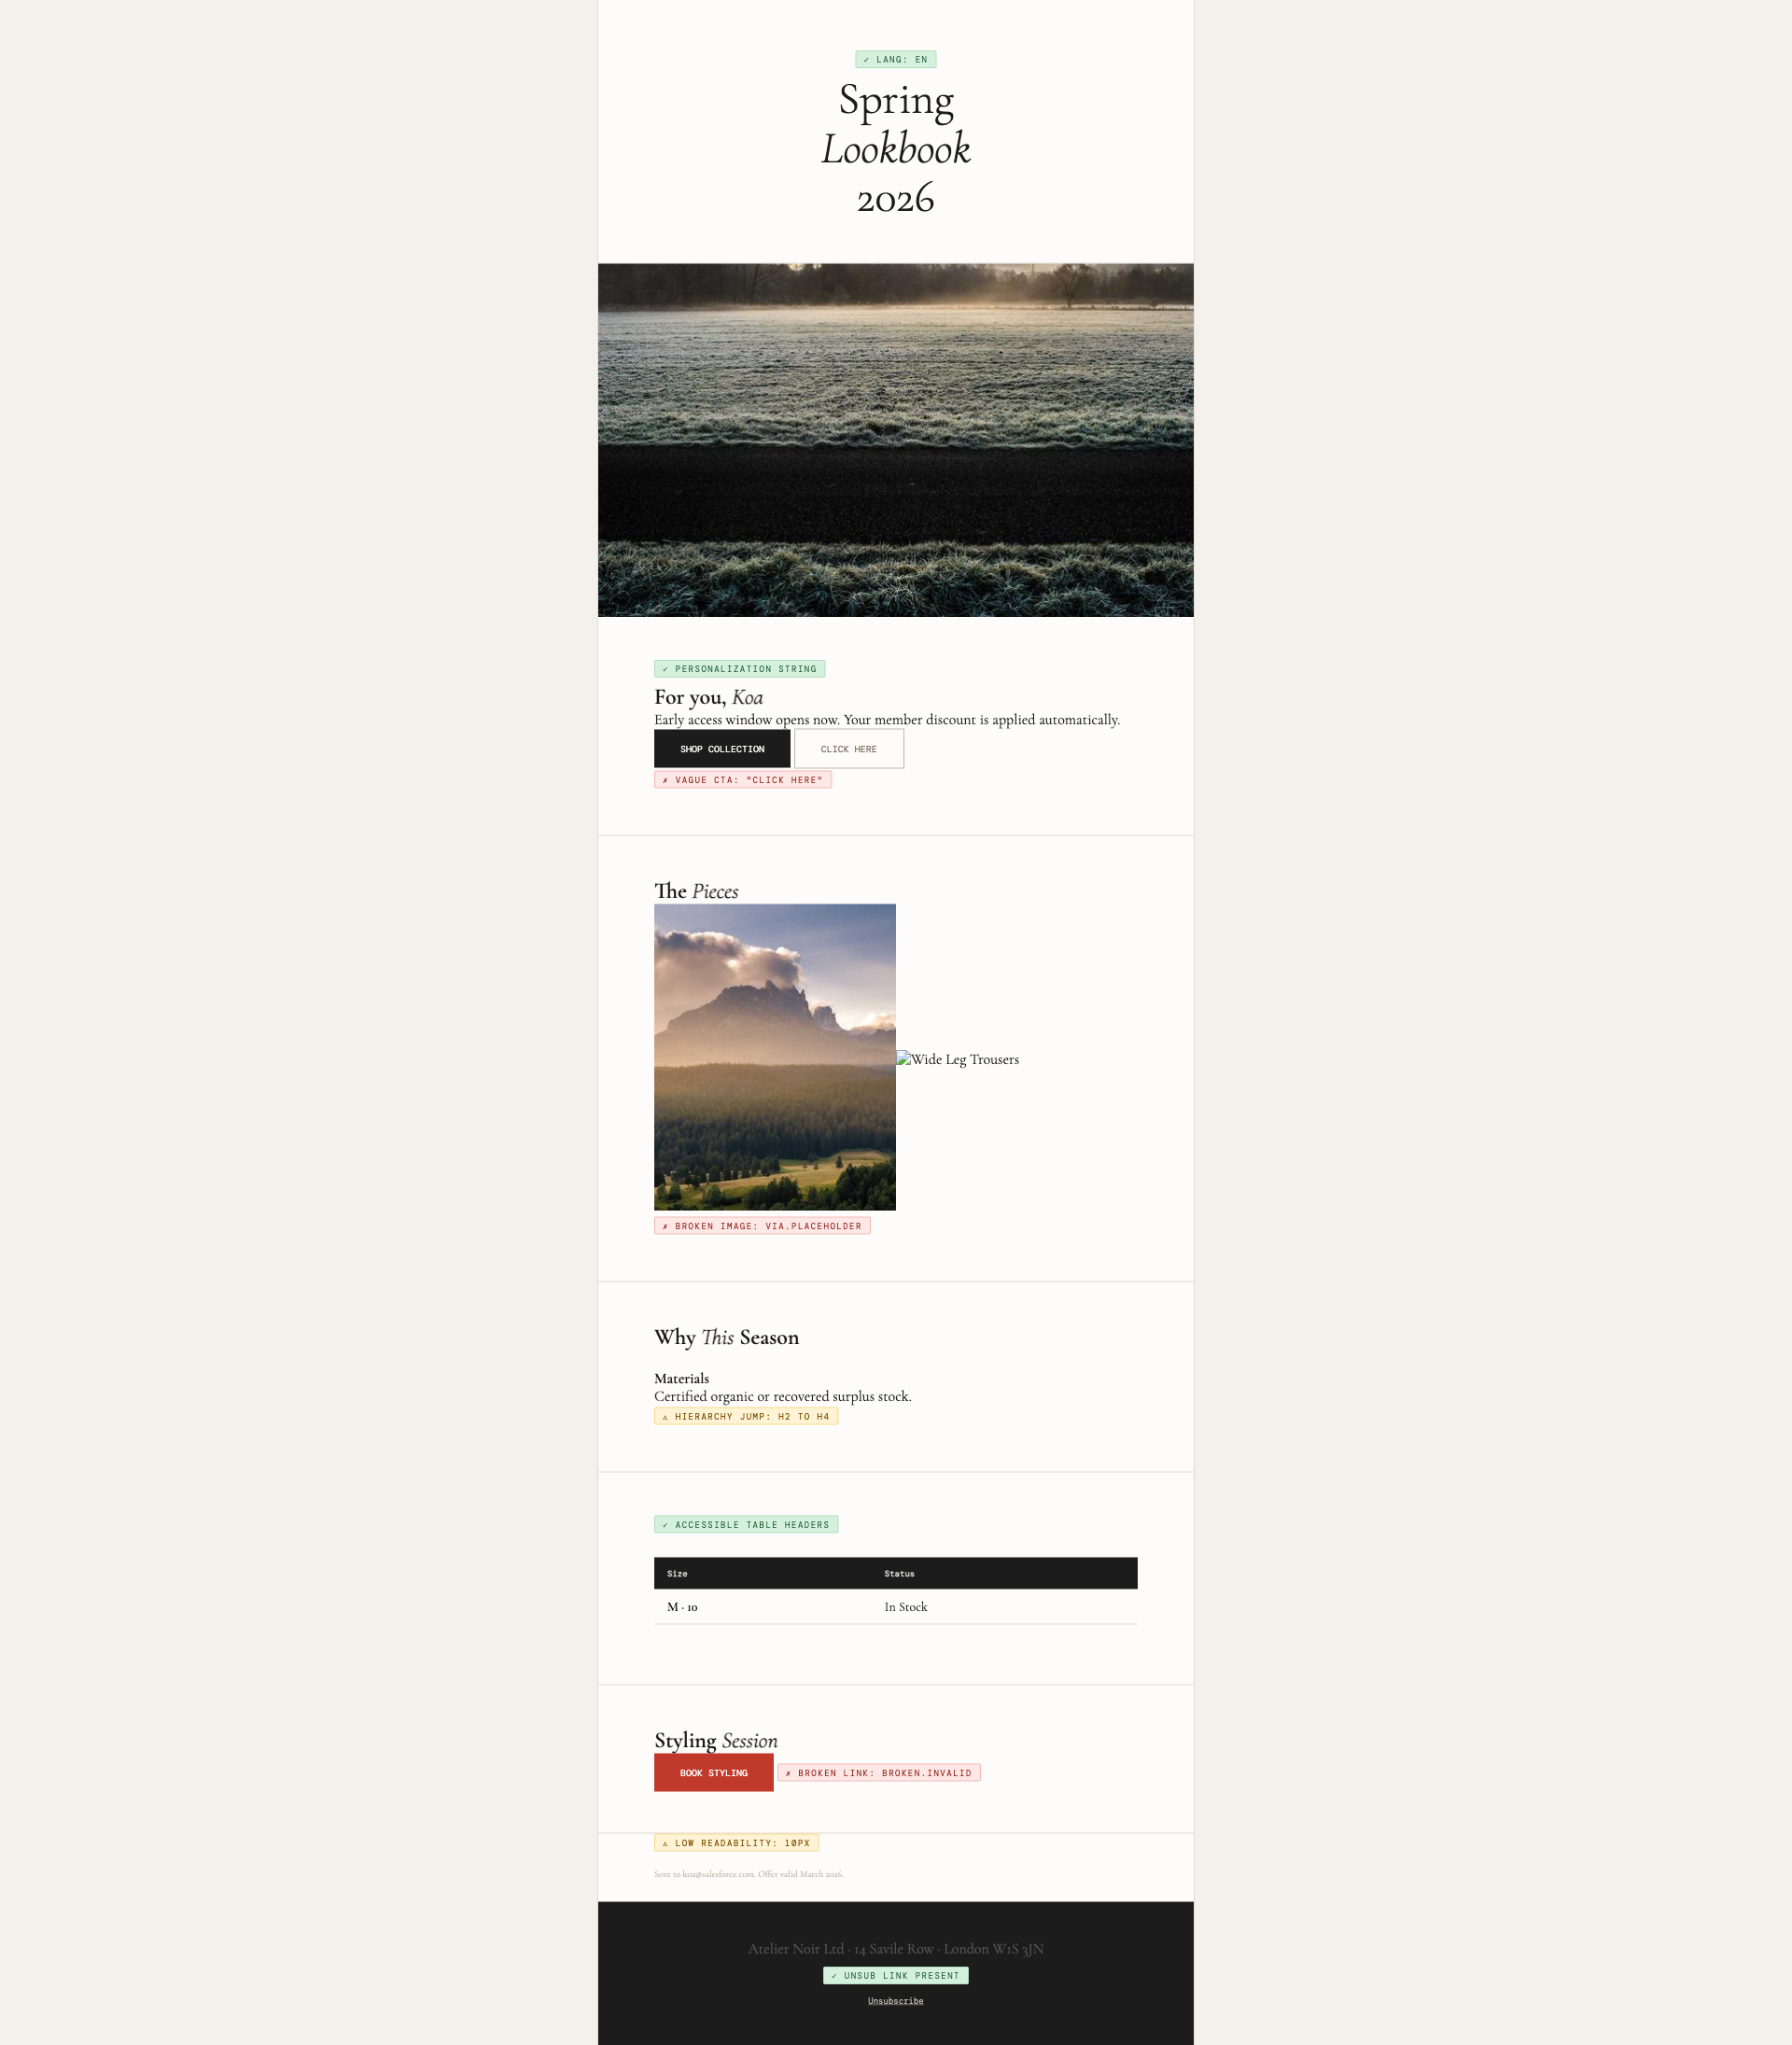 ✓ LANG: EN
Spring
Lookbook
2026
✓ PERSONALIZATION STRING
For you, Koa
Early access window opens now. Your member discount is applied automatically.
SHOP COLLECTION CLICK HERE
✗ VAGUE CTA: "CLICK HERE"
The Pieces
Wide Leg Trousers
✗ BROKEN IMAGE: VIA.PLACEHOLDER
Why This Season
Materials
Certified organic or recovered surplus stock.
⚠ HIERARCHY JUMP: H2 TO H4
✓ ACCESSIBLE TABLE HEADERS
Size Status
M · 10 In Stock
Styling Session
BOOK STYLING ✗ BROKEN LINK: BROKEN.INVALID
⚠ LOW READABILITY: 10PX
Sent to koa@salesforce.com. Offer valid March 2026.
Atelier Noir Ltd · 14 Savile Row · London W1S 3JN
✓ UNSUB LINK PRESENT
Unsubscribe